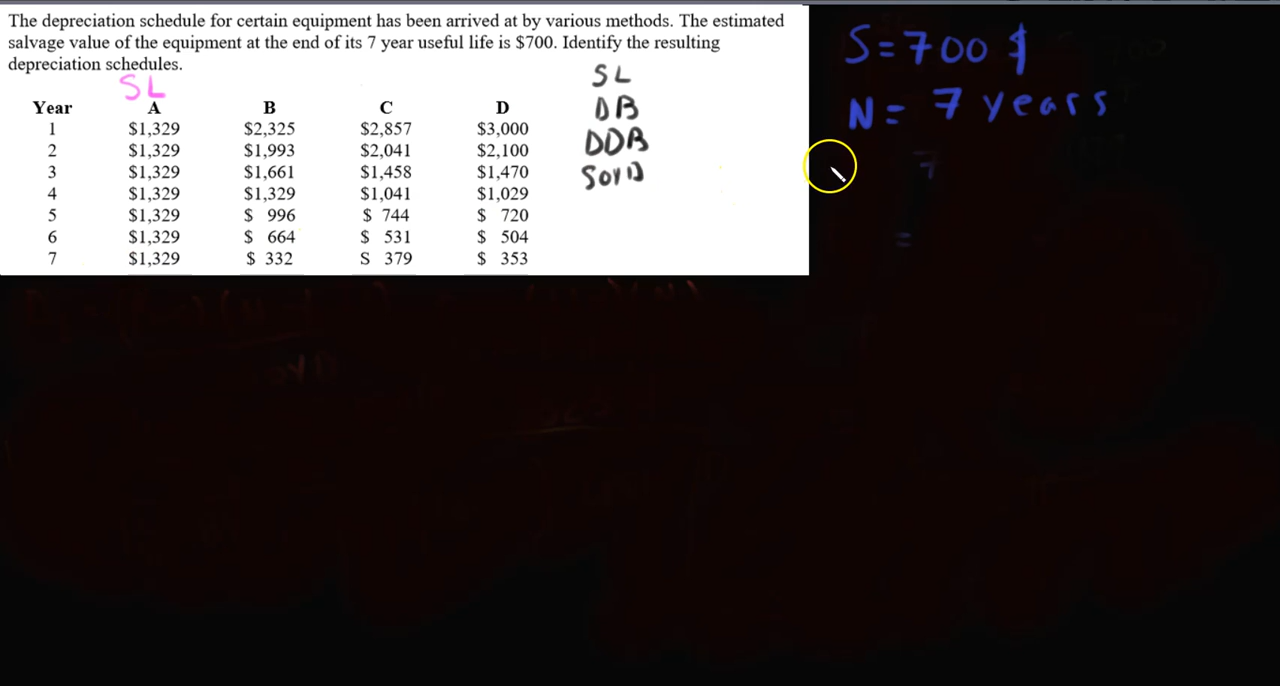 The depreciation schedule for certain equipment has been arrived at by various methods. The estimated
salvage value of the equipment at the end of its 7 year useful life is $700. Identify the resulting
depreciation schedules.
SL
Year A B C D
1 $1,329 $2,325 $2,857 $3,000
2 $1,329 $1,993 $2,041 $2,100
3 $1,329 $1,661 $1,458 $1,470
4 $1,329 $1,329 $1,041 $1,029
5 $1,329 $ 996 $ 744 $ 720
6 $1,329 $ 664 $ 531 $ 504
7 $1,329 $ 332 $ 379 $ 353
SL
DB
DDB
SOYD
S=700 $
N= 7 years
7
=